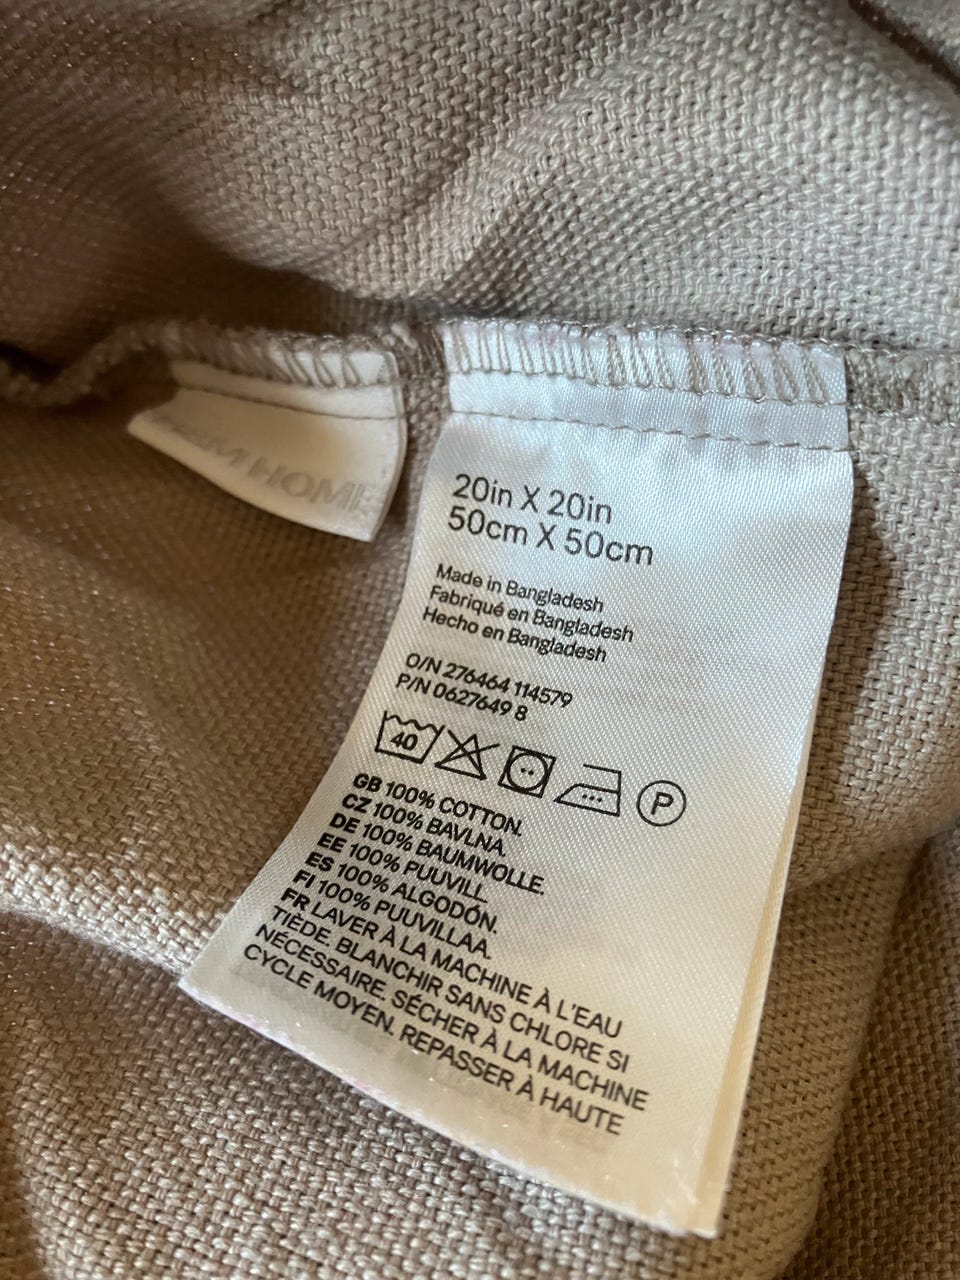 HOME
20in X 20in
50cm X 50cm
Made in Bangladesh
Fabriqué en Bangladesh
Hecho en Bangladesh
O/N 276464 114579
P/N 0627649 8
40
P
GB 100% COTTON.
CZ 100% BAVLNA.
DE 100% BAUMWOLLE.
EE 100% PUUVILL
ES 100% ALGODÓN.
FI 100% PUUVILLAA.
FR LAVER À LA MACHINE À L'EAU
TIÈDE. BLANCHIR SANS CHLORE SI
NÉCESSAIRE. SÉCHER À LA MACHINE
CYCLE MOYEN. REPASSER À HAUTE